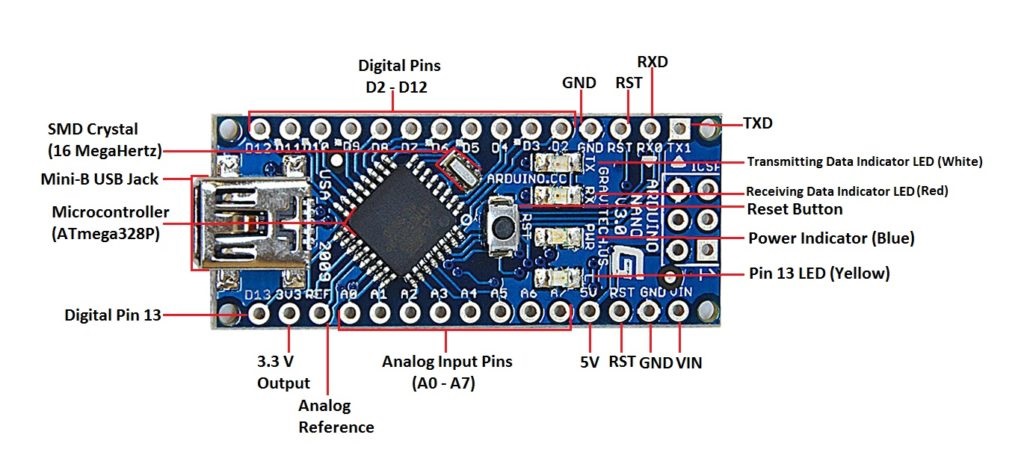 Digital Pins
D2 - D12
GND
RST
RXD
TXD
SMD Crystal
(16 MegaHertz)
Mini-B USB Jack
Microcontroller
(ATmega328P)
Digital Pin 13
3.3 V
Output
Analog
Reference
Analog Input Pins
(A0 - A7)
5V
RST
GND
VIN
Transmitting Data Indicator LED (White)
Receiving Data Indicator LED (Red)
Reset Button
Power Indicator (Blue)
Pin 13 LED (Yellow)
D12 D11 D10 D9 D8 D7 D6 D5 D4 D3 D2 GND RST RX0 TX1
ICSP
ARDUINO.CC
TX
RX
PWR
L
RST
USA
2009
GRAVITECH.US
ARDUINO
NANO
V3.0
1
D13 3V3 REF A0 A1 A2 A3 A4 A5 A6 A7 5V RST GND VIN